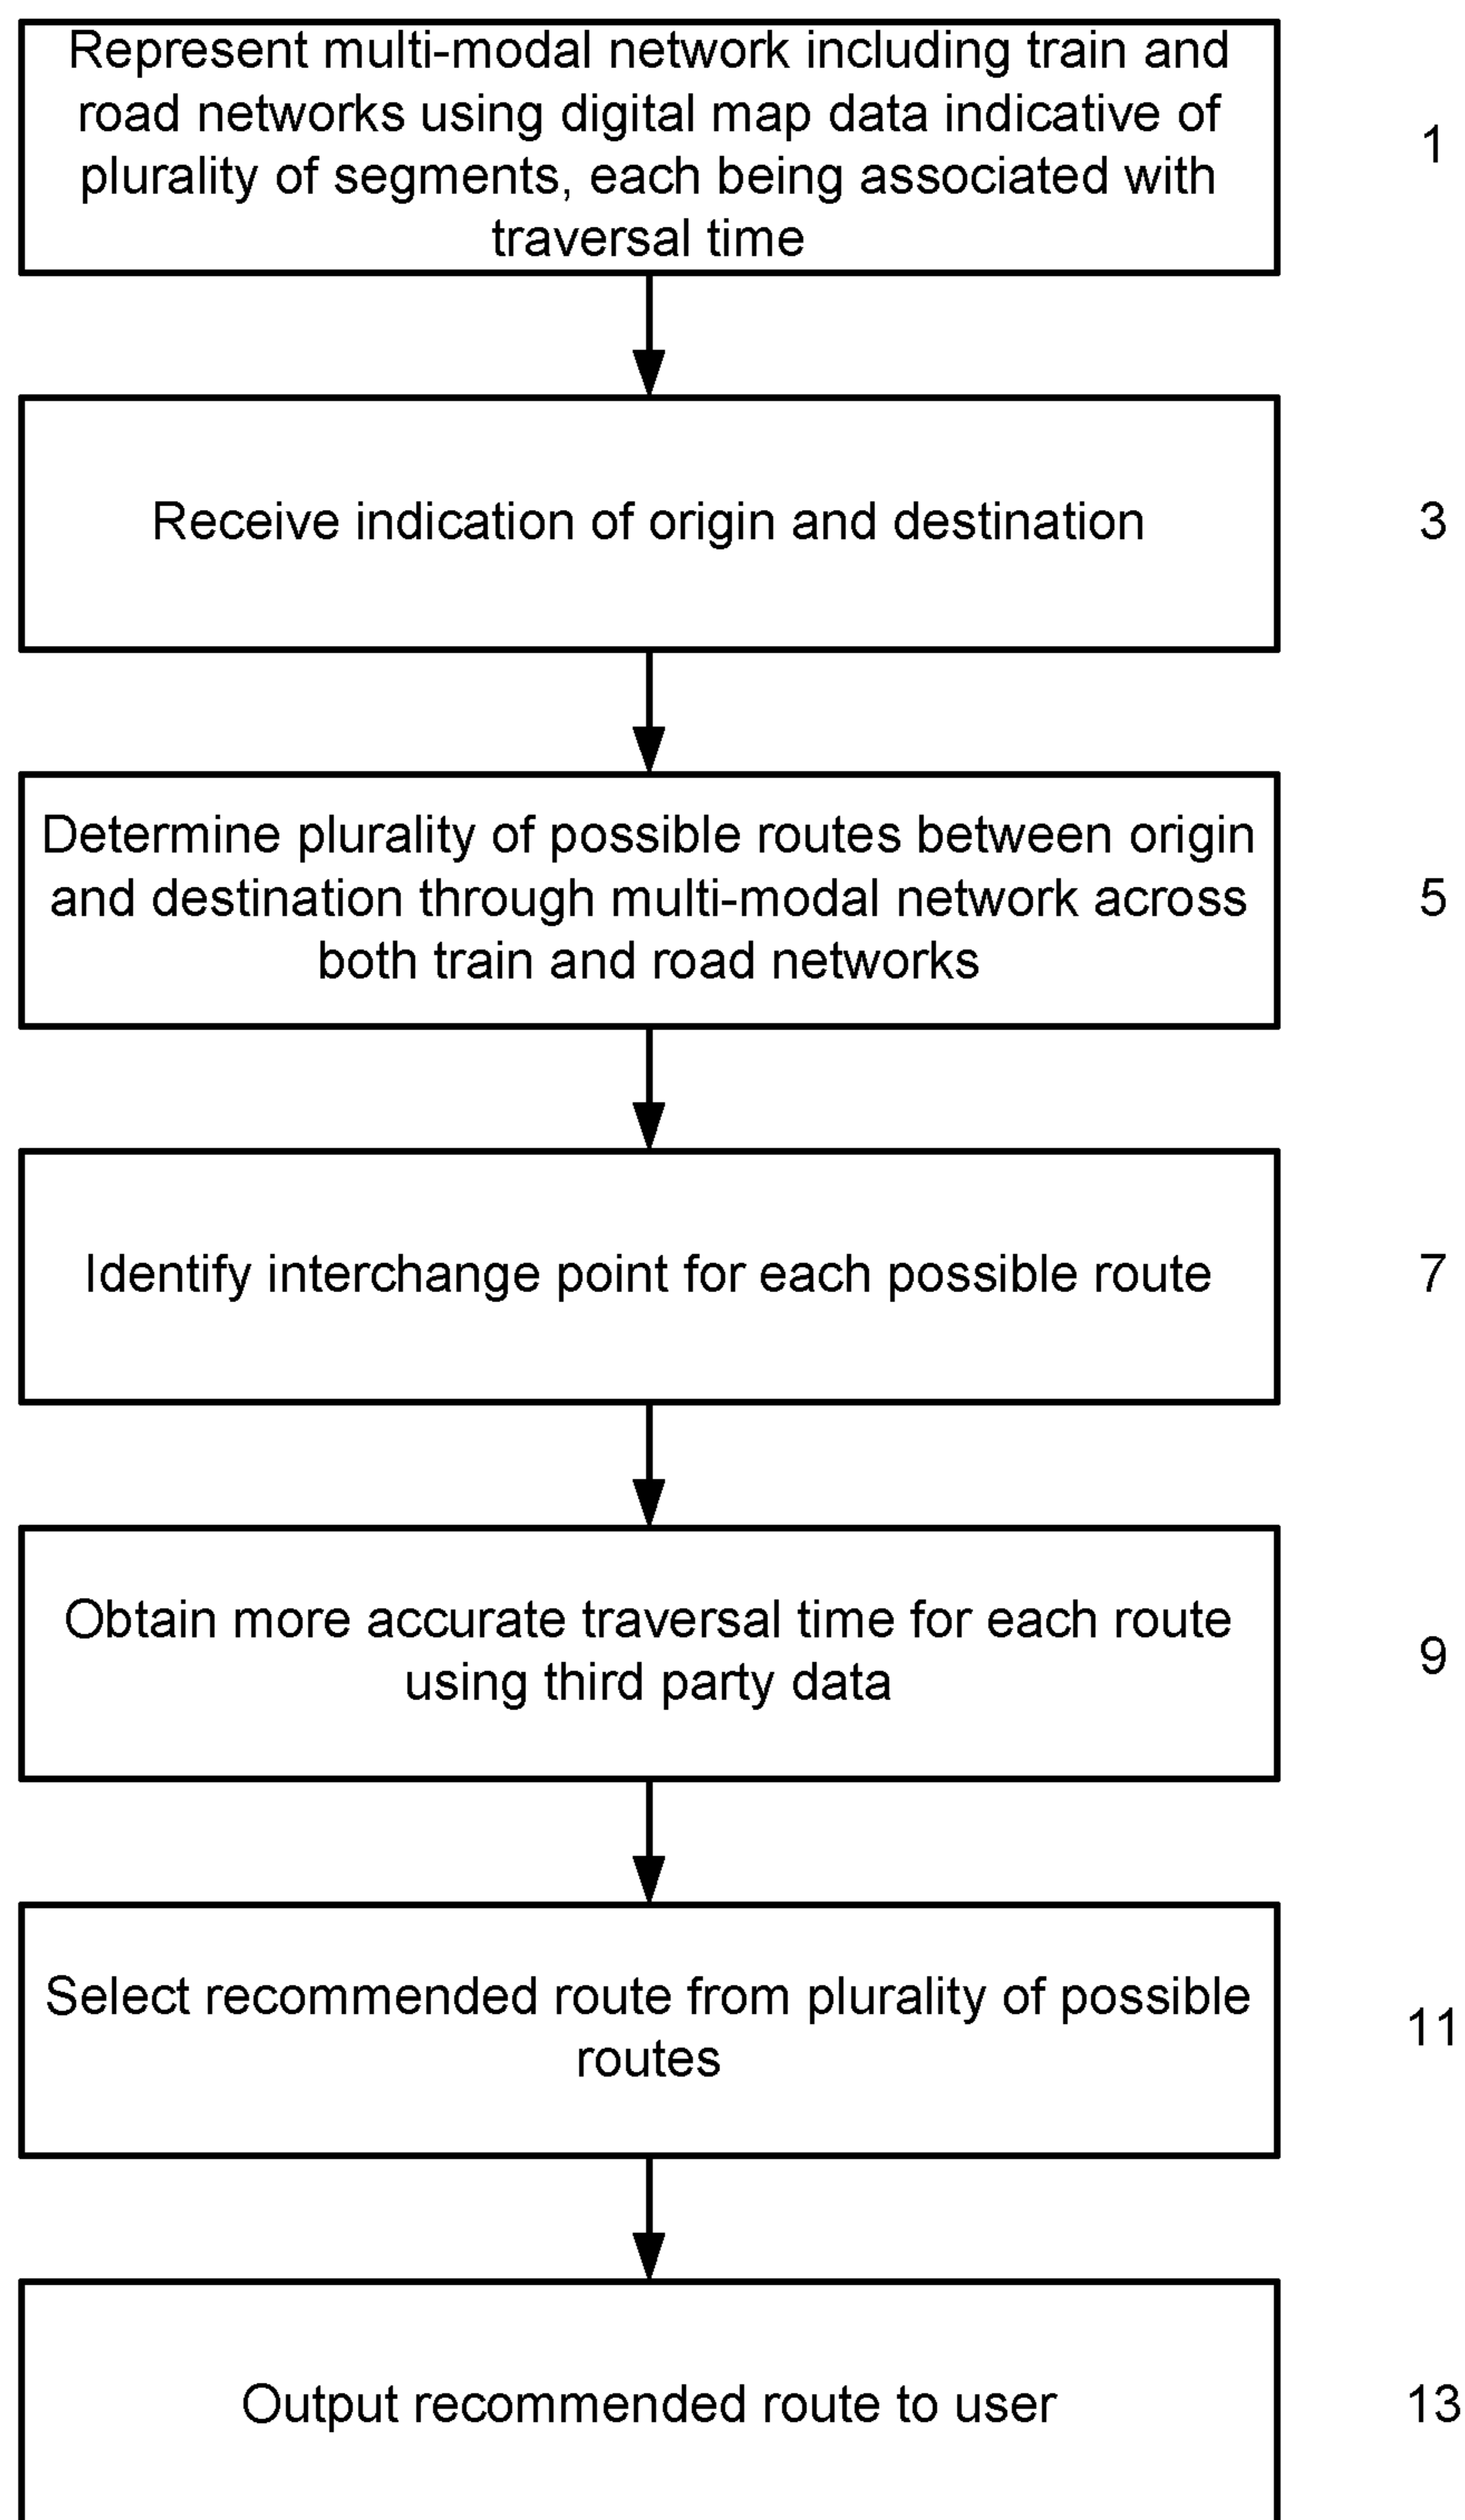 Represent multi-modal network including train and
road networks using digital map data indicative of
plurality of segments, each being associated with
traversal time
1
Receive indication of origin and destination
3
Determine plurality of possible routes between origin
and destination through multi-modal network across
both train and road networks
5
Identify interchange point for each possible route
7
Obtain more accurate traversal time for each route
using third party data
9
Select recommended route from plurality of possible
routes
11
Output recommended route to user
13